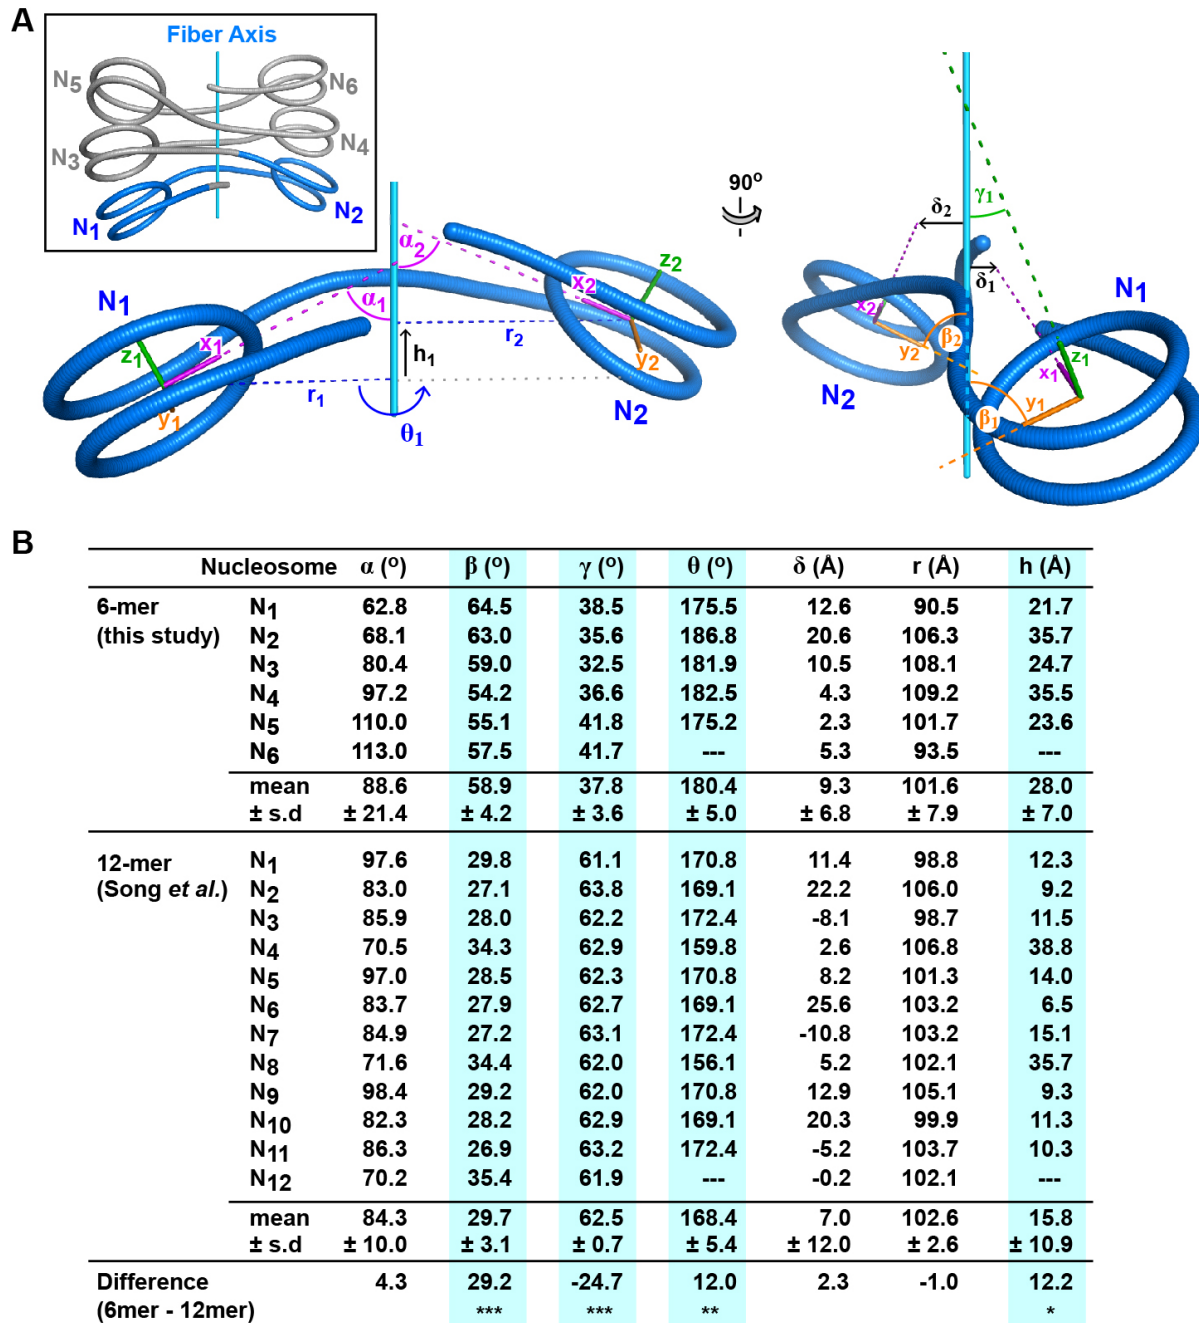 A
Fiber Axis
N5
N6
N3
N4
N1
N2
N1
z1
x1
y1
α1
α2
r1
θ1
h1
r2
x2
z2
y2
N2
90°
δ2
γ1
δ1
N1
x2
y2
β2
z1
x1
y1
β1
N2
B
Nucleosome α (°) β (°) γ (°) θ (°) δ (Å) r (Å) h (Å)
6-mer N1 62.8 64.5 38.5 175.5 12.6 90.5 21.7
(this study) N2 68.1 63.0 35.6 186.8 20.6 106.3 35.7
N3 80.4 59.0 32.5 181.9 10.5 108.1 24.7
N4 97.2 54.2 36.6 182.5 4.3 109.2 35.5
N5 110.0 55.1 41.8 175.2 2.3 101.7 23.6
N6 113.0 57.5 41.7 --- 5.3 93.5 ---
mean 88.6 58.9 37.8 180.4 9.3 101.6 28.0
± s.d ± 21.4 ± 4.2 ± 3.6 ± 5.0 ± 6.8 ± 7.9 ± 7.0
12-mer N1 97.6 29.8 61.1 170.8 11.4 98.8 12.3
(Song et al.) N2 83.0 27.1 63.8 169.1 22.2 106.0 9.2
N3 85.9 28.0 62.2 172.4 -8.1 98.7 11.5
N4 70.5 34.3 62.9 159.8 2.6 106.8 38.8
N5 97.0 28.5 62.3 170.8 8.2 101.3 14.0
N6 83.7 27.9 62.7 169.1 25.6 103.2 6.5
N7 84.9 27.2 63.1 172.4 -10.8 103.2 15.1
N8 71.6 34.4 62.0 156.1 5.2 102.1 35.7
N9 98.4 29.2 62.0 170.8 12.9 105.1 9.3
N10 82.3 28.2 62.9 169.1 20.3 99.9 11.3
N11 86.3 26.9 63.2 172.4 -5.2 103.7 10.3
N12 70.2 35.4 61.9 --- -0.2 102.1 ---
mean 84.3 29.7 62.5 168.4 7.0 102.6 15.8
± s.d ± 10.0 ± 3.1 ± 0.7 ± 5.4 ± 12.0 ± 2.6 ± 10.9
Difference 4.3 29.2 -24.7 12.0 2.3 -1.0 12.2
(6mer - 12mer) *** *** ** *